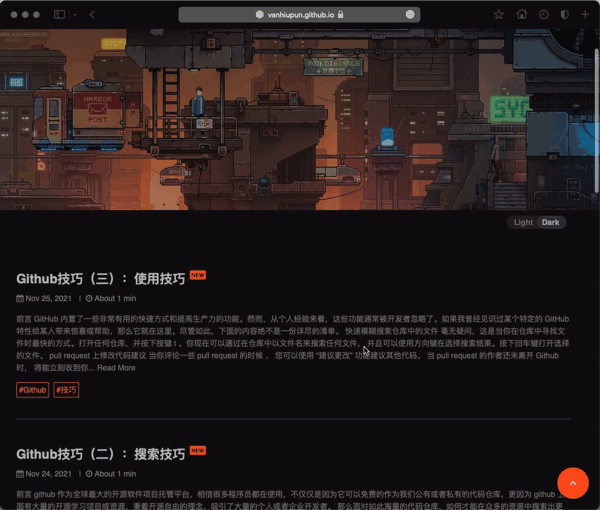 vanhiupun.github.io
HARBOR
POST
MID DISTANCE
SYC
Light Dark
Github技巧（三）：使用技巧 NEW
Nov 25, 2021 | About 1 min
前言 GitHub 内置了一些非常有用的快捷方式和提高生产力的功能。然而，从个人经验来看，这些功能通常被开发者忽略了。如果我曾经见识过某个特定的 GitHub
特性能给某人带来惊喜或帮助，那么它就在这里。尽管如此，下面的内容绝不是一份详尽的清单。 快速模糊搜索仓库中的文件 毫无疑问，这是当你在仓库中寻找文
件时最快的方式。打开任何仓库，并按下按键 t 。你现在可以通过在仓库中以文件名来搜索任何文件，并且可以使用方向键在选择搜索结果。按下回车键打开选择
的文件。 pull request 上修改代码建议 当你评论一些 pull request 的时候 ， 您可以使用 “建议更改” 功能建议其他代码。 当 pull request 的作者还未离开 Github
时， 将能立刻收到你... Read More
#Github #技巧
Github技巧（二）：搜索技巧 NEW
Nov 24, 2021 | About 1 min
前言 github 作为全球最大的开源软件项目托管平台，相信很多程序员都在使用，不仅仅是因为它可以免费的作为我们公有或者私有的代码仓库，更因为 github 上
面有大量的开源学习项目或资源，秉着开源自由的理念，吸引了大量的个人或者企业开发者。 那么面对如此海量的代码仓库，如何才能在众多的资源中搜索出更